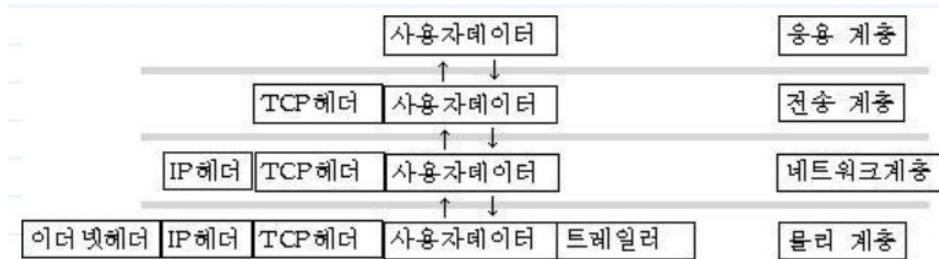 사용자데이터 응용 계층
↑ ↓
TCP헤더 사용자데이터 전송 계층
↑ ↓
IP헤더 TCP헤더 사용자데이터 네트워크계층
↑ ↓
이더넷헤더 IP헤더 TCP헤더 사용자데이터 트레일러 물리 계층